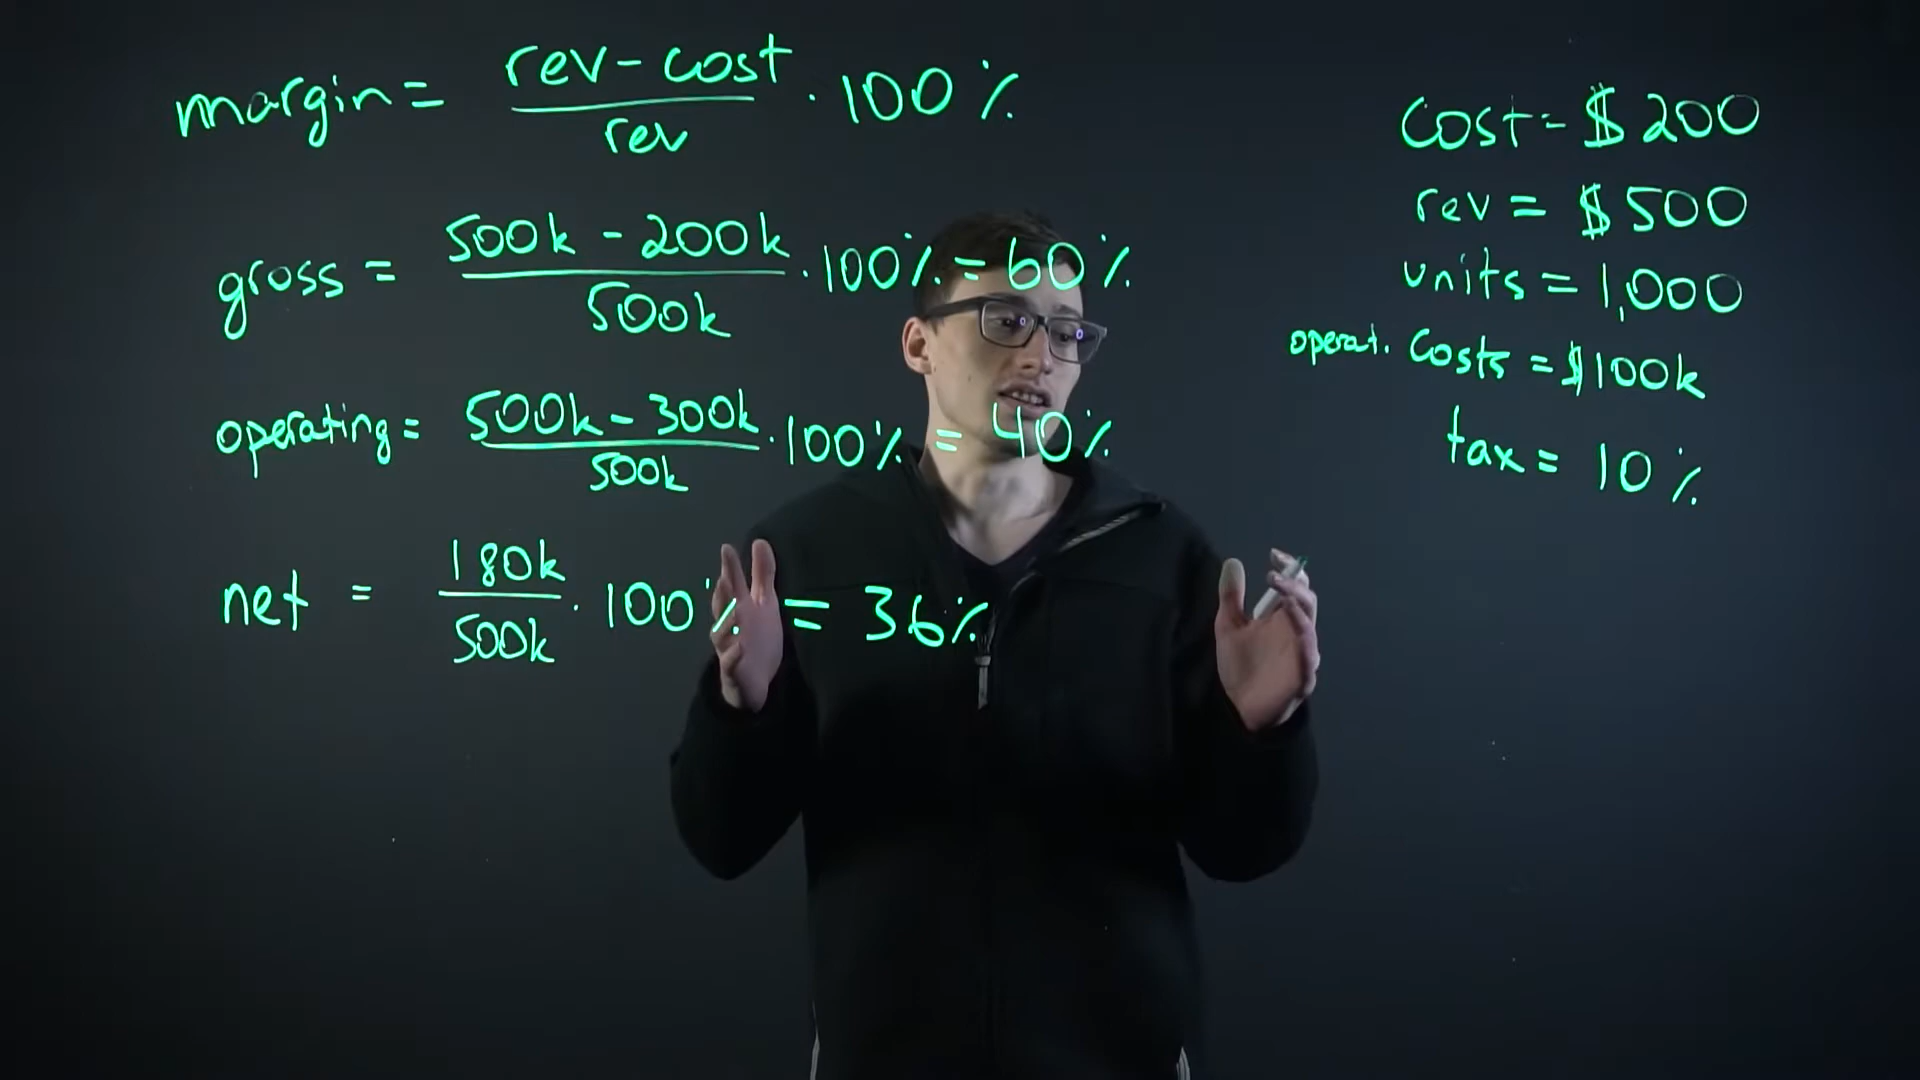 margin = rev - cost / rev · 100 %
gross = 500k - 200k / 500k · 100% = 60%
operating = 500k - 300k / 500k · 100% = 40%
net = 180k / 500k · 100% = 36%
Cost = $200
rev = $500
units = 1,000
operat. Costs = $100k
tax = 10%